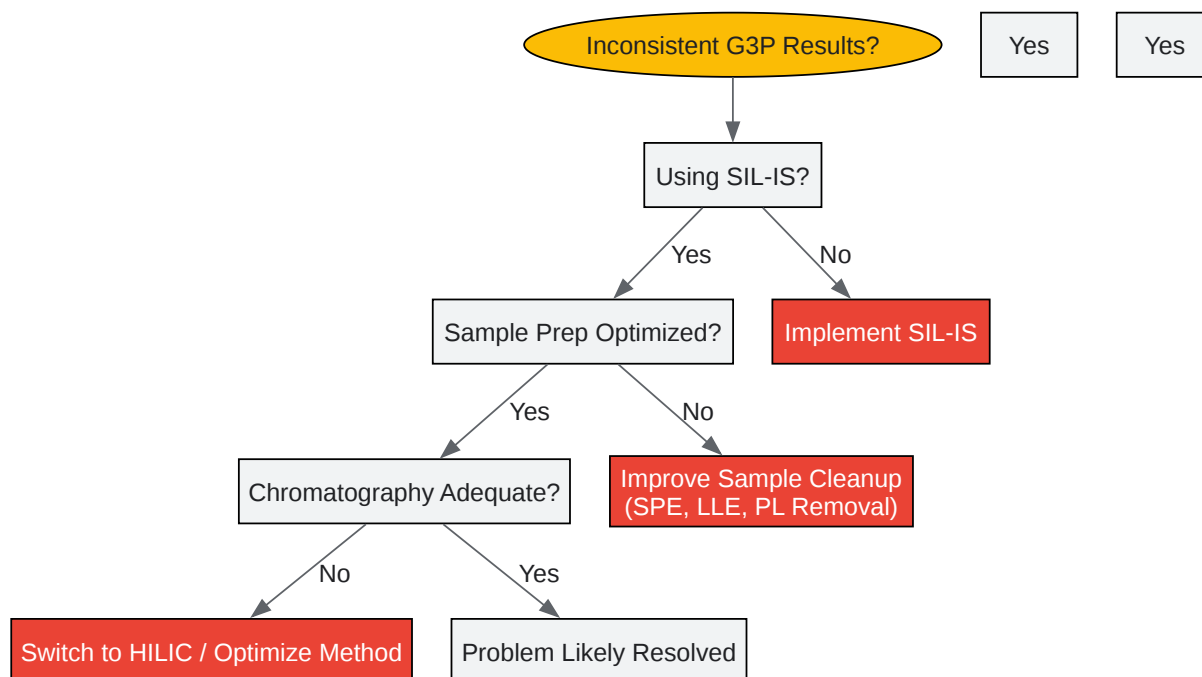 Inconsistent G3P Results?
Yes
Yes
Using SIL-IS?
Yes
No
Sample Prep Optimized?
Implement SIL-IS
Yes
No
Chromatography Adequate?
Improve Sample Cleanup
(SPE, LLE, PL Removal)
No
Yes
Switch to HILIC / Optimize Method
Problem Likely Resolved